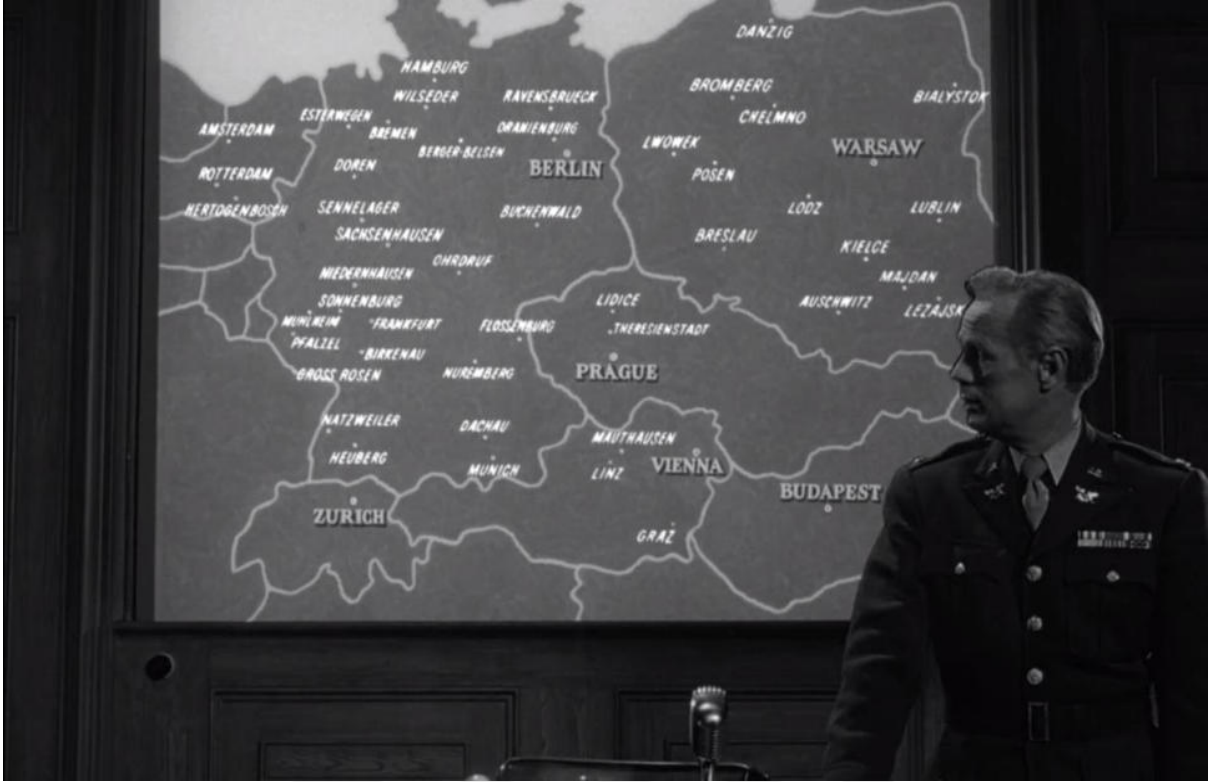 DANZIG
HAMBURG
WILSEDER
RAVENSBRUECK
BROMBERG
BIALYSTOK
ESTERWEGEN
CHELMNO
AMSTERDAM
BREMEN
ORANIENBURG
LWOWEK
WARSAW
BERGER-BELSEN
DOREN
BERLIN
ROTTERDAM
POSEN
HERTOGENBOSCH
SENNELAGER
BUCHENWALD
LODZ
LUBLIN
SACHSENHAUSEN
BRESLAU
KIELCE
OHRDRUF
NIEDERNHAUSEN
MAJDAN
SONNENBURG
LIDICE
AUSCHWITZ
LEZAJSK
MUHLHEIM
FRANKFURT
FLOSSENBURG
THERESIENSTADT
PFALZEL
BIRKENAU
GROSS ROSEN
NUREMBERG
PRAGUE
NATZWEILER
DACHAU
MAUTHAUSEN
HEUBERG
MUNICH
LINZ
VIENNA
BUDAPEST
ZURICH
GRAZ